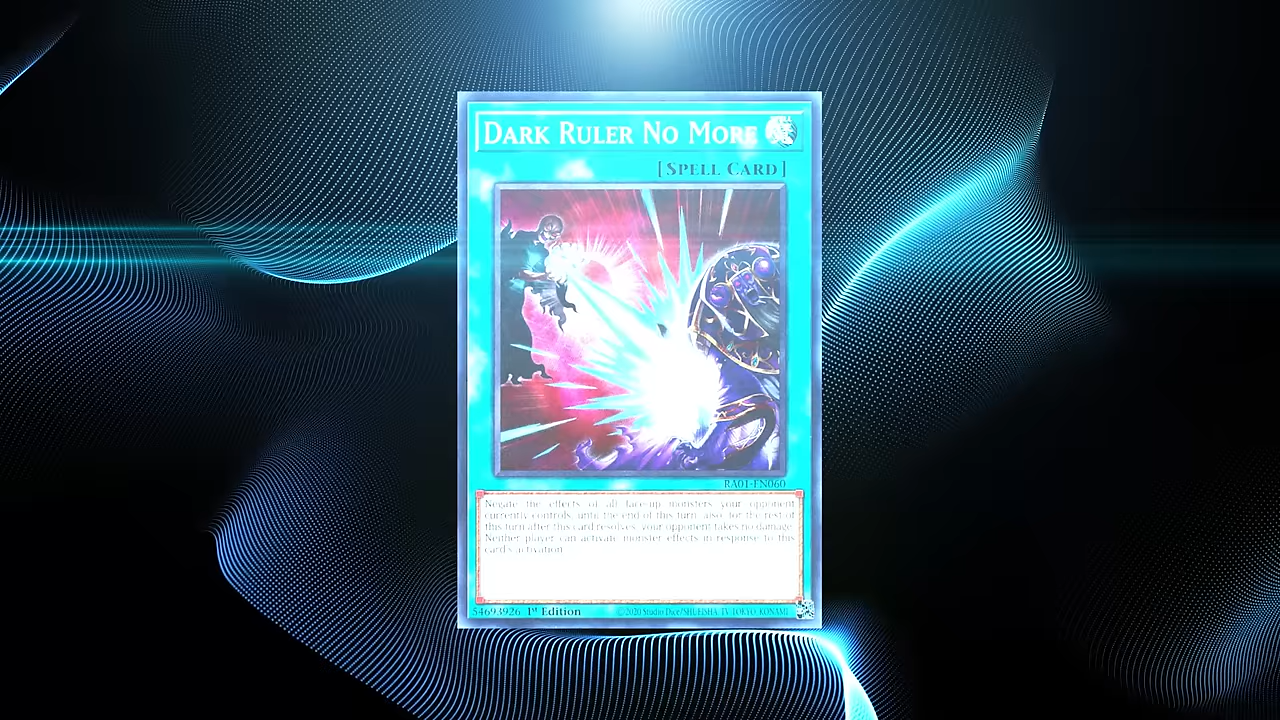 DARK RULER NO MORE
[SPELL CARD]
RA01-EN060
Negate the effects of all face-up monsters your opponent
currently controls, until the end of this turn, also, for the rest of
this turn after this card resolves, your opponent takes no damage.
Neither player can activate monster effects in response to this
card's activation.
54693926 1st Edition ©2020 Studio Dice/SHUEISHA, TV TOKYO, KONAMI